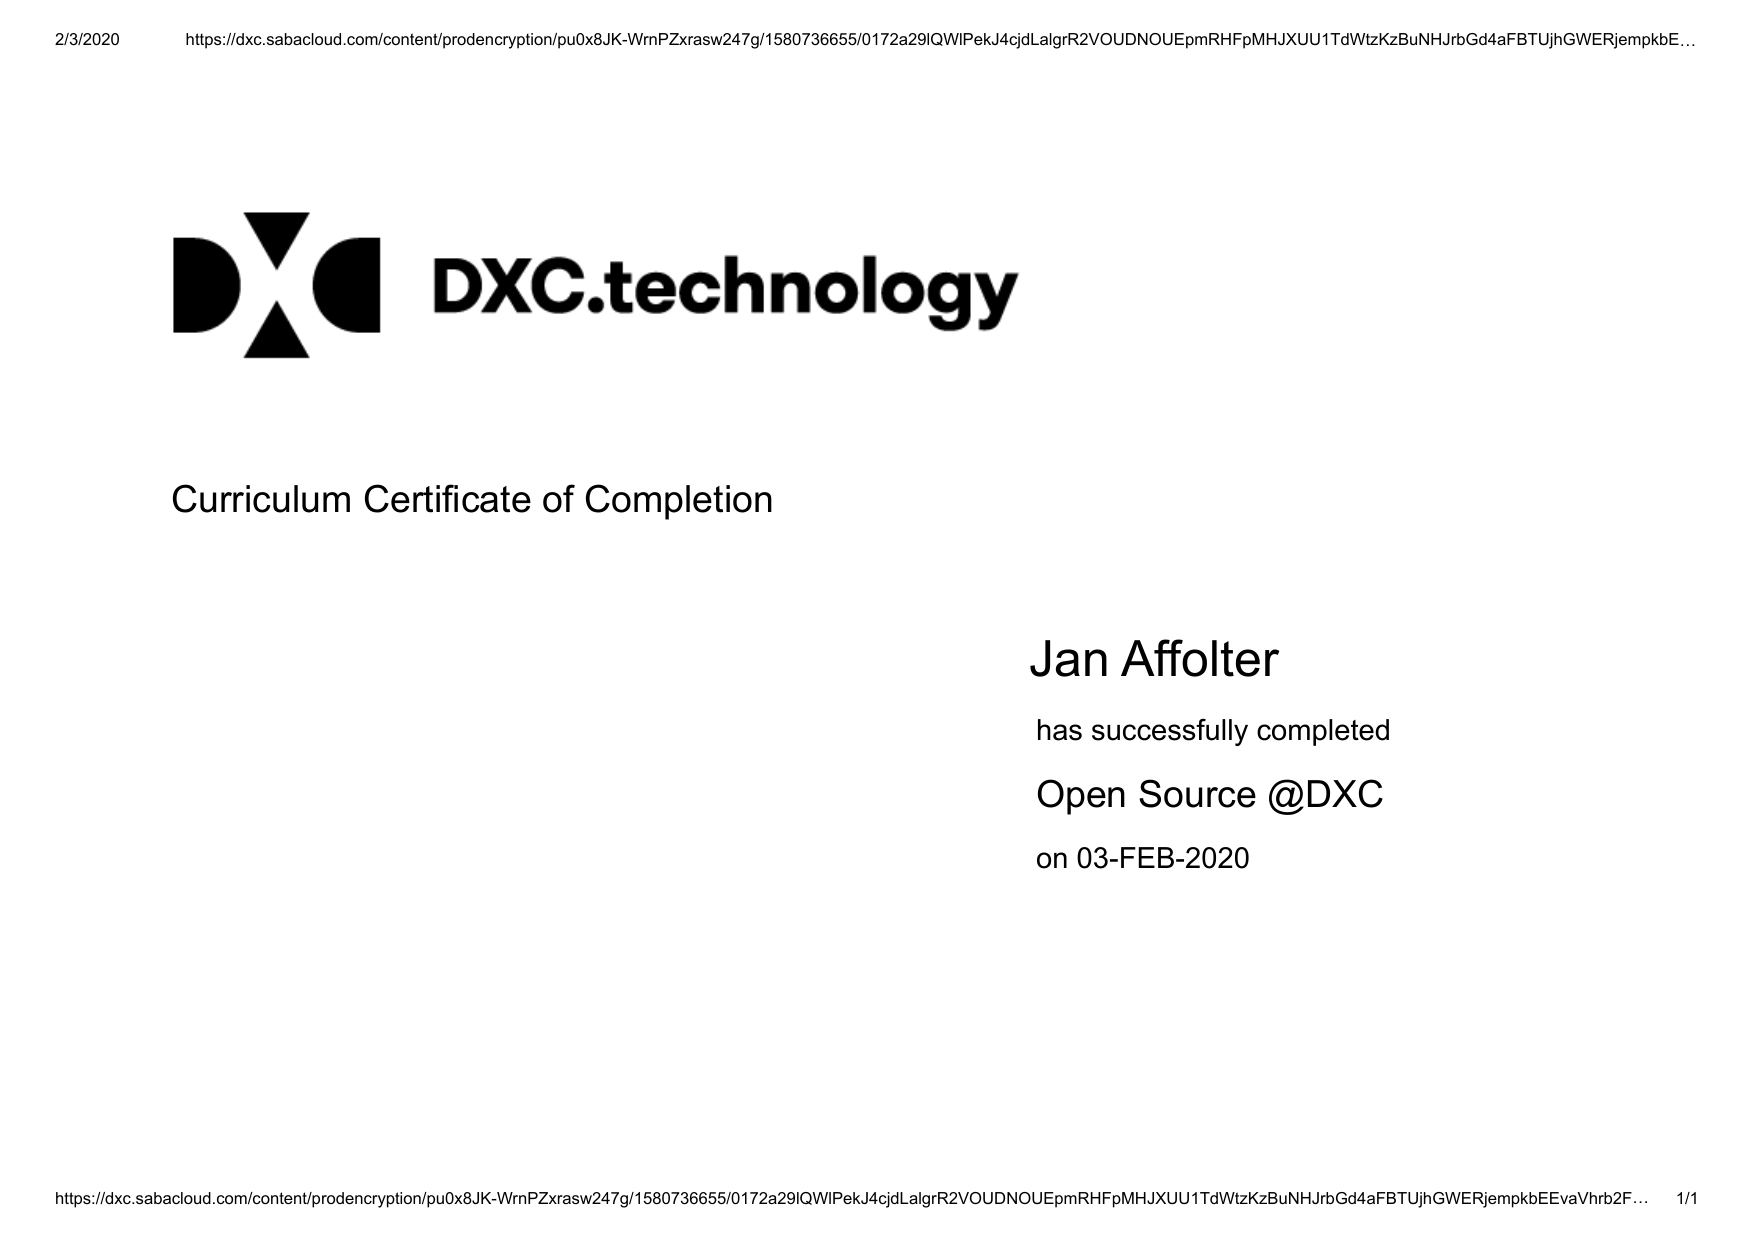 2/3/2020 https://dxc.sabacloud.com/content/prodencryption/pu0x8JK-WrnPZxrasw247g/1580736655/0172a29lQWlPekJ4cjdLalgrR2VOUDNOUEpmRHFpMHJXUU1TdWtzKzBuNHJrbGd4aFBTUjhGWERjempkbE…
DXC DXC.technology
Curriculum Certificate of Completion
Jan Affolter
has successfully completed
Open Source @DXC
on 03-FEB-2020
https://dxc.sabacloud.com/content/prodencryption/pu0x8JK-WrnPZxrasw247g/1580736655/0172a29lQWlPekJ4cjdLalgrR2VOUDNOUEpmRHFpMHJXUU1TdWtzKzBuNHJrbGd4aFBTUjhGWERjempkbEEvaVhrb2F… 1/1